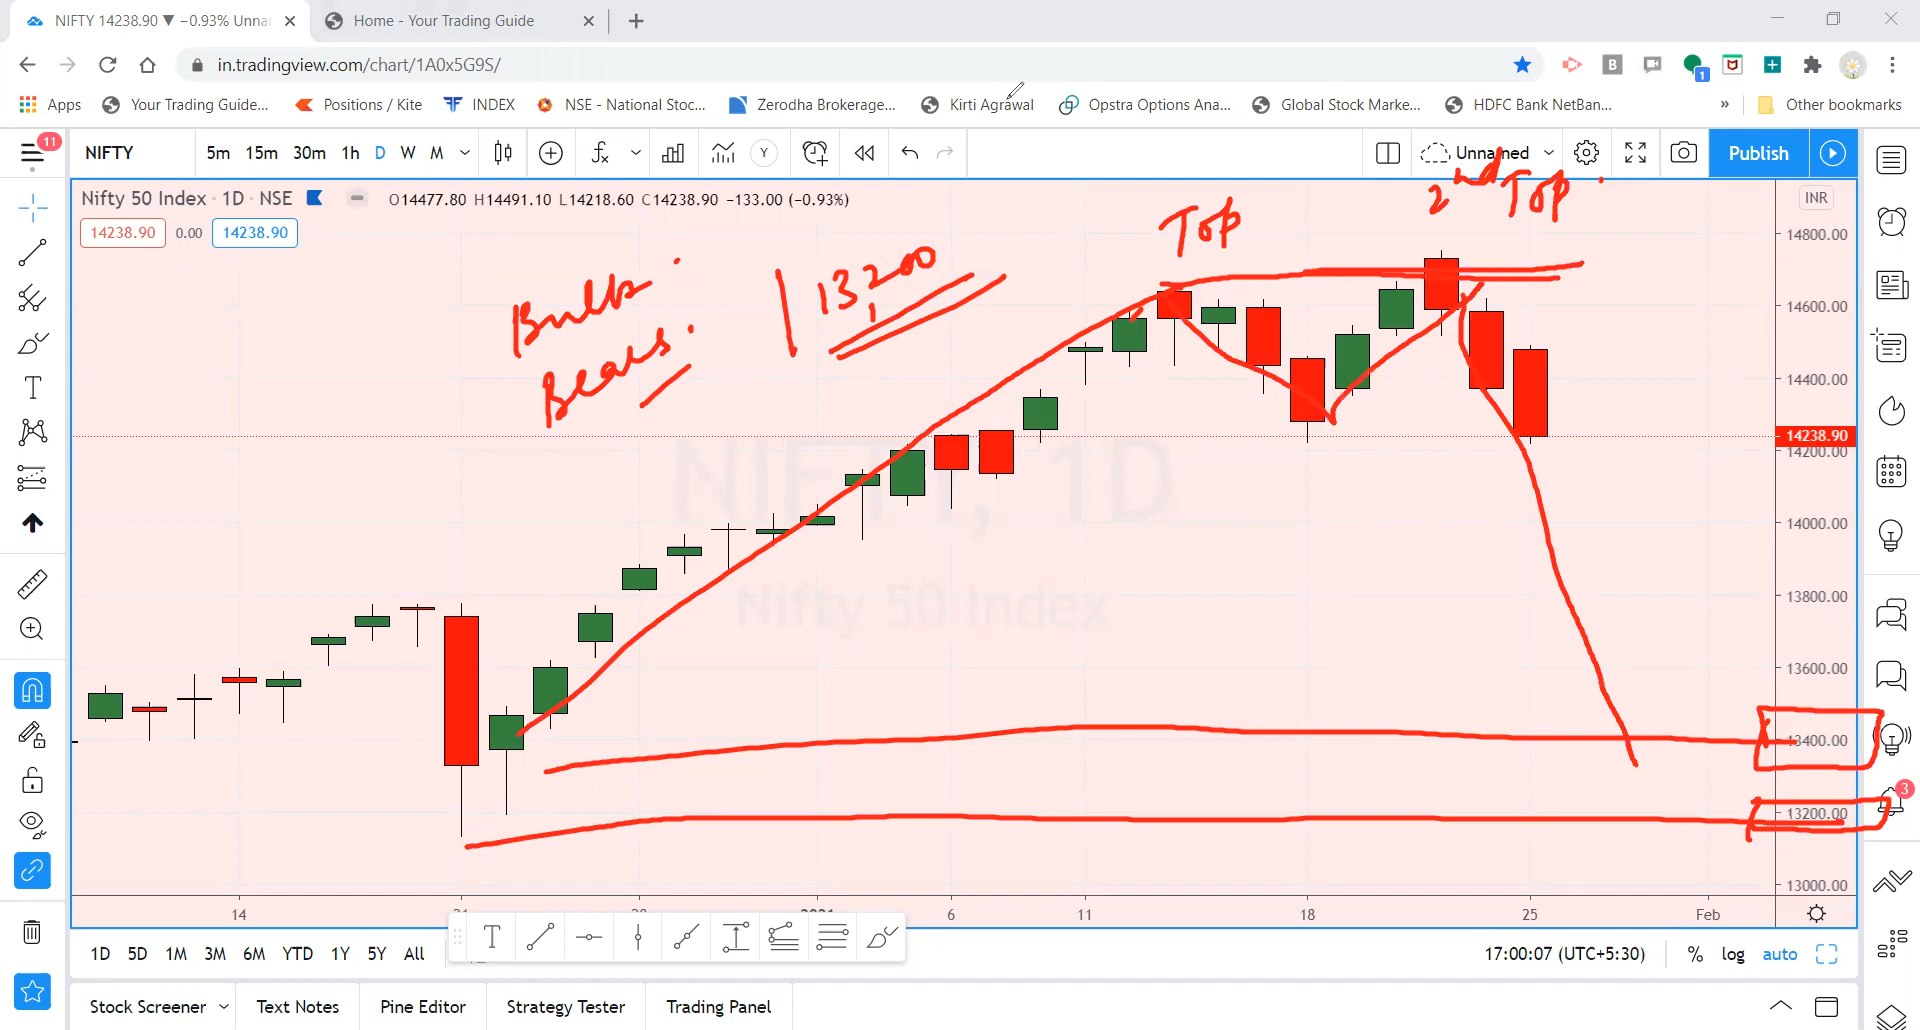 NIFTY 14238.90 ▼ −0.93% Unna
Home - Your Trading Guide
in.tradingview.com/chart/1A0x5G9S/
1
Apps Your Trading Guide... Positions / Kite INDEX NSE - National Stoc... Zerodha Brokerage... Kirti Agrawal Opstra Options Ana... Global Stock Marke... HDFC Bank NetBan... » Other bookmarks
11
NIFTY 5m 15m 30m 1h D W M Y Unnamed Publish
Nifty 50 Index · 1D · NSE O14477.80 H14491.10 L14218.60 C14238.90 −133.00 (−0.93%)
INR
14238.90 0.00 14238.90
Top
2nd Top
Bulls
Bears
13,200
NIFTY, 1D
Nifty 50 Index
14800.00
14600.00
14400.00
14238.90
14200.00
14000.00
13800.00
13600.00
13400.00
13200.00
13000.00
3
14 6 11 18 25 Feb
1D 5D 1M 3M 6M YTD 1Y 5Y All
17:00:07 (UTC+5:30) % log auto
Stock Screener Text Notes Pine Editor Strategy Tester Trading Panel